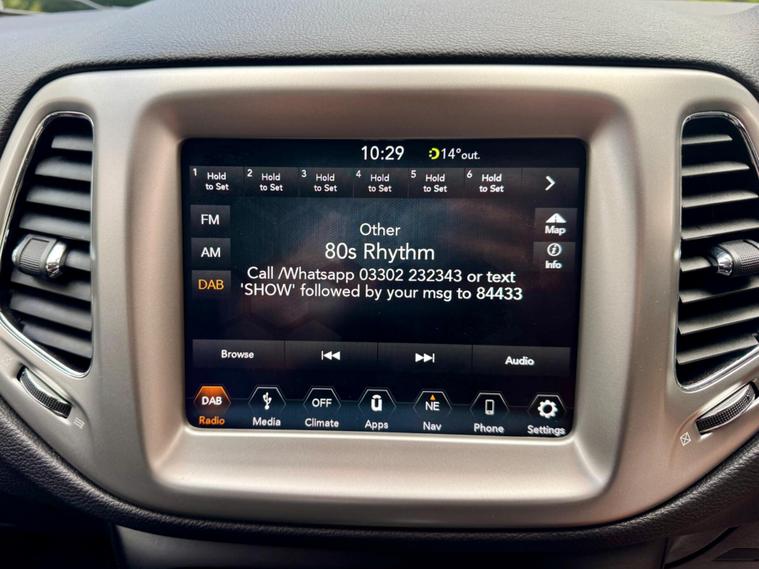 10:29 14°out.
1 Hold to Set
2 Hold to Set
3 Hold to Set
4 Hold to Set
5 Hold to Set
6 Hold to Set
FM
AM
DAB
Other
80s Rhythm
Call /Whatsapp 03302 232343 or text
'SHOW' followed by your msg to 84433
Map
Info
Browse
Audio
DAB
Radio
Media
OFF
Climate
Apps
NE
Nav
Phone
Settings